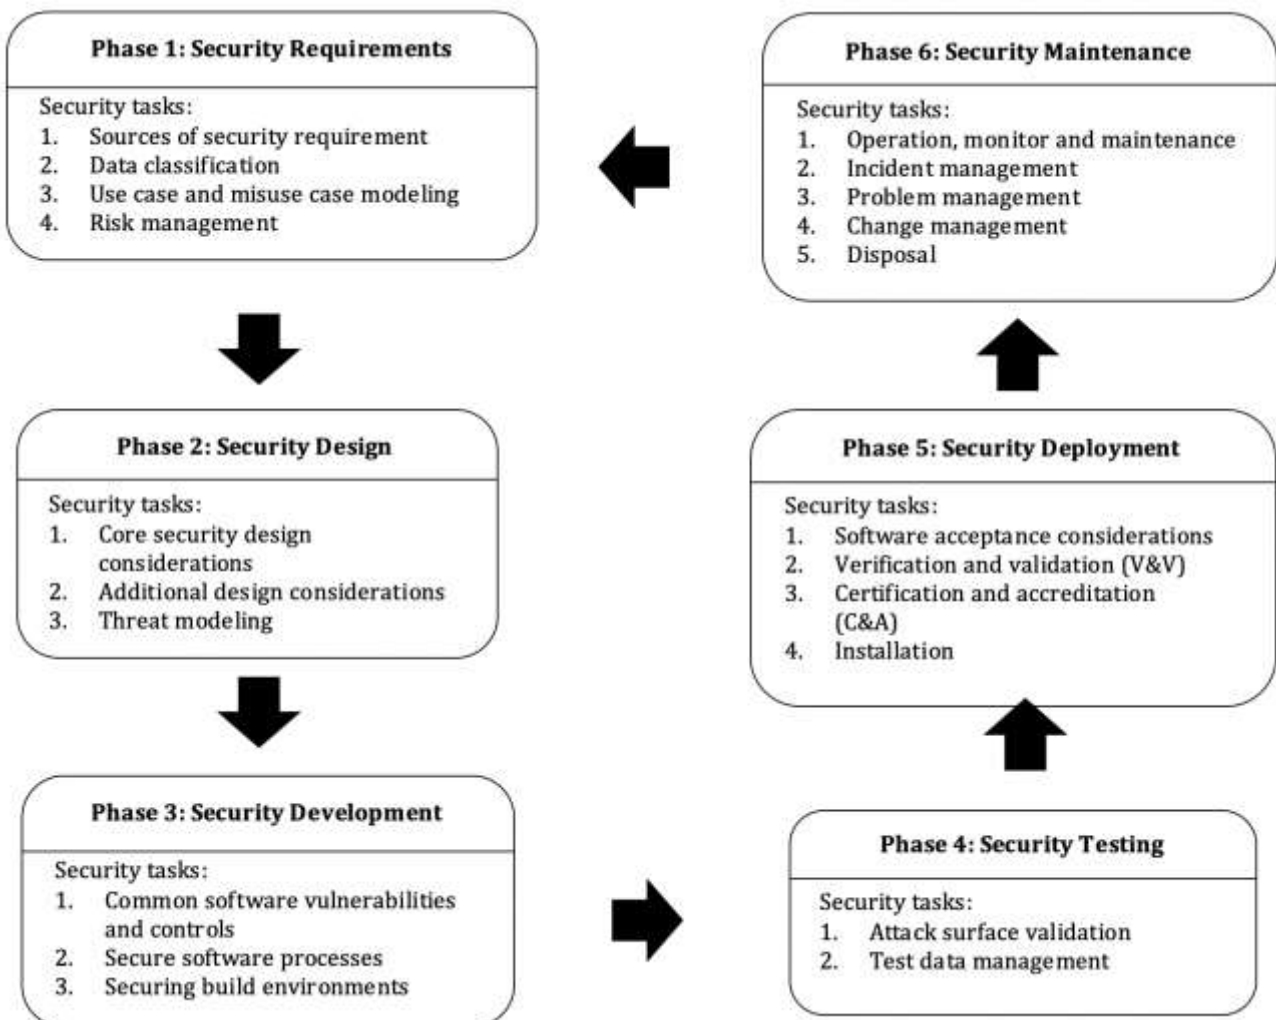 Phase 1: Security Requirements
Security tasks:
1. Sources of security requirement
2. Data classification
3. Use case and misuse case modeling
4. Risk management
Phase 2: Security Design
Security tasks:
1. Core security design
considerations
2. Additional design considerations
3. Threat modeling
Phase 3: Security Development
Security tasks:
1. Common software vulnerabilities
and controls
2. Secure software processes
3. Securing build environments
Phase 4: Security Testing
Security tasks:
1. Attack surface validation
2. Test data management
Phase 5: Security Deployment
Security tasks:
1. Software acceptance considerations
2. Verification and validation (V&V)
3. Certification and accreditation
(C&A)
4. Installation
Phase 6: Security Maintenance
Security tasks:
1. Operation, monitor and maintenance
2. Incident management
3. Problem management
4. Change management
5. Disposal